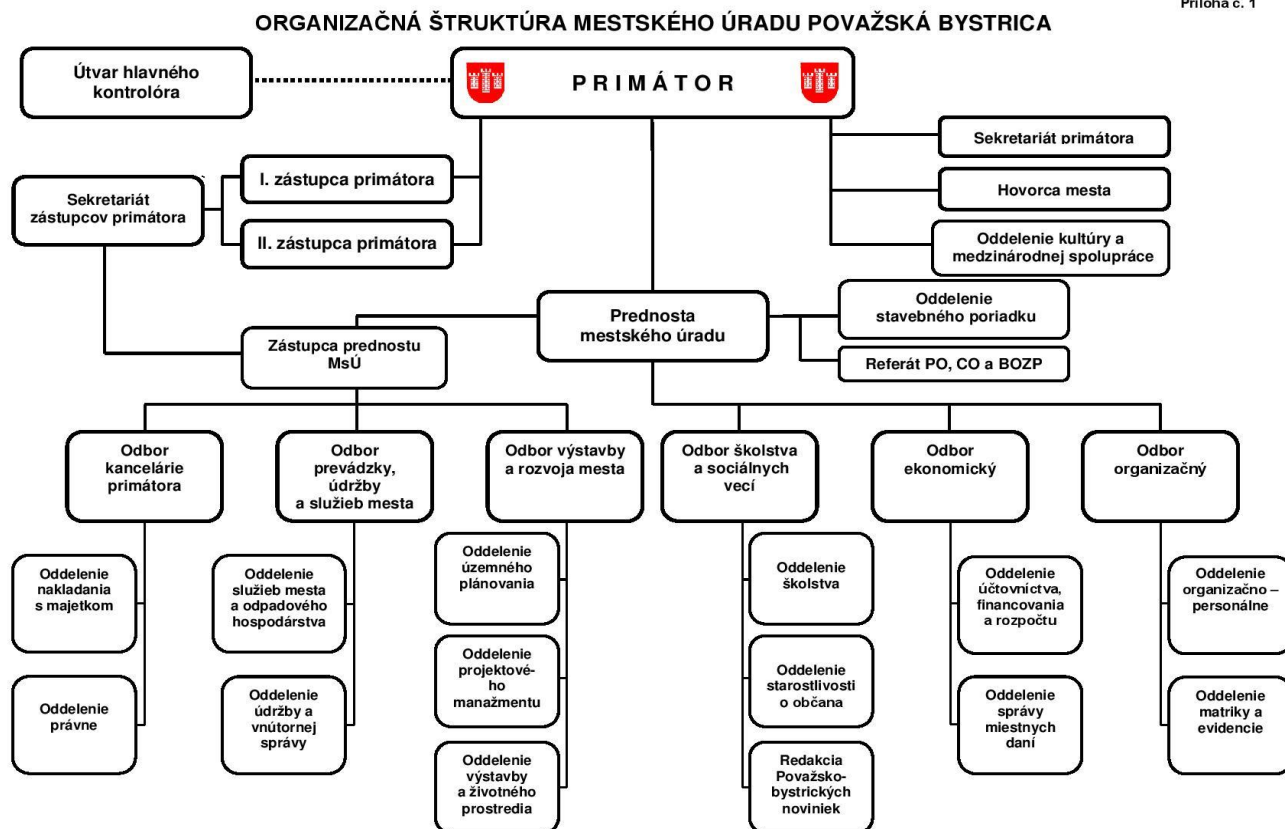 Príloha č. 1
ORGANIZAČNÁ ŠTRUKTÚRA MESTSKÉHO ÚRADU POVAŽSKÁ BYSTRICA
Útvar hlavného
kontrolóra
PRIMÁTOR
Sekretariát primátora
I. zástupca primátora
Hovorca mesta
Sekretariát
zástupcov primátora
II. zástupca primátora
Oddelenie kultúry a
medzinárodnej spolupráce
Oddelenie
stavebného poriadku
Prednosta
mestského úradu
Zástupca prednostu
MsÚ
Referát PO, CO a BOZP
Odbor
kancelárie
primátora
Odbor
prevádzky,
údržby
a služieb mesta
Odbor výstavby
a rozvoja mesta
Odbor školstva
a sociálnych
vecí
Odbor
ekonomický
Odbor
organizačný
Oddelenie
nakladania
s majetkom
Oddelenie
služieb mesta
a odpadového
hospodárstva
Oddelenie
územného
plánovania
Oddelenie
školstva
Oddelenie
účtovníctva,
financovania
a rozpočtu
Oddelenie
organizačno –
personálne
Oddelenie
právne
Oddelenie
údržby a
vnútornej
správy
Oddelenie
projektové-
ho
manažmentu
Oddelenie
starostlivosti
o občana
Oddelenie
správy
miestnych
daní
Oddelenie
matriky a
evidencie
Oddelenie
výstavby
a životného
prostredia
Redakcia
Považsko-
bystrických
noviniek